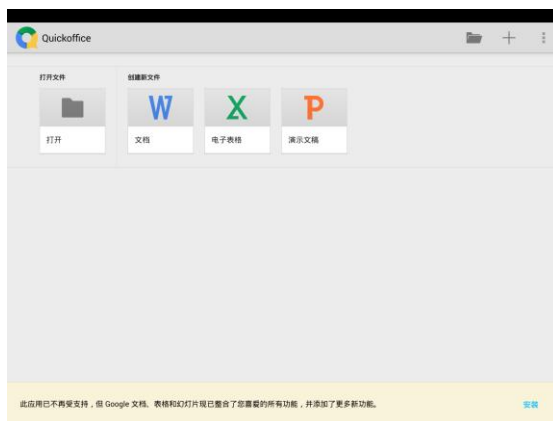 Quickoffice
打开文件
创建新文件
打开
文档
电子表格
演示文稿
此应用已不再受支持，但 Google 文档、表格和幻灯片现已整合了您喜爱的所有功能，并添加了更多新功能。
安装